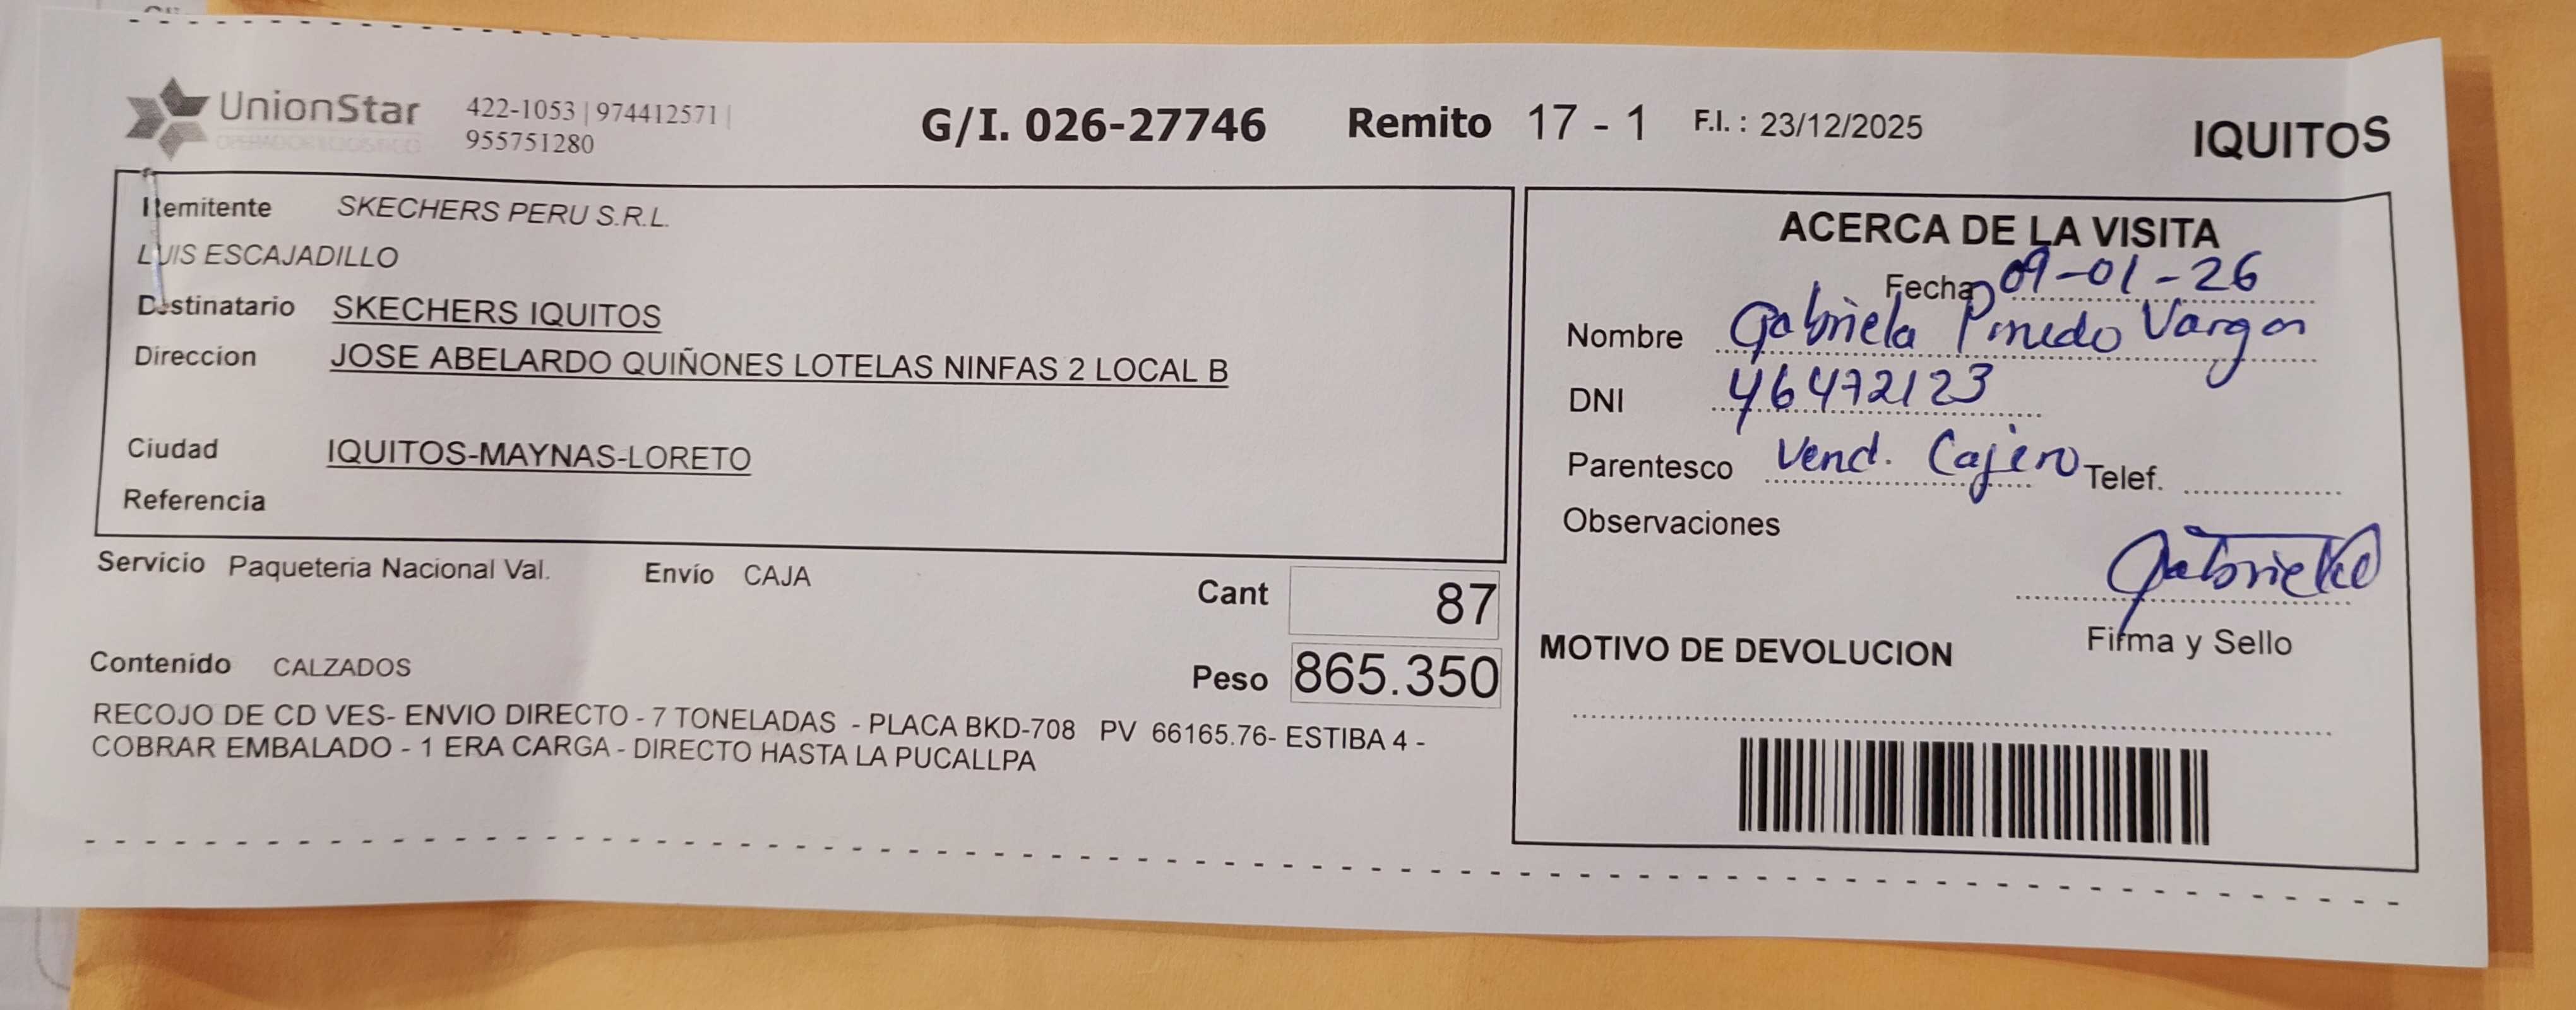 UnionStar
OPERADOR LOGISTICO
422-1053 | 974412571 |
955751280
G/I. 026-27746 Remito 17 - 1 F.I. : 23/12/2025
IQUITOS
Remitente SKECHERS PERU S.R.L.
LUIS ESCAJADILLO
Destinatario SKECHERS IQUITOS
Direccion JOSE ABELARDO QUIÑONES LOTELAS NINFAS 2 LOCAL B
Ciudad IQUITOS-MAYNAS-LORETO
Referencia
Servicio Paqueteria Nacional Val. Envío CAJA
Cant 87
Contenido CALZADOS
Peso 865.350
RECOJO DE CD VES- ENVIO DIRECTO - 7 TONELADAS - PLACA BKD-708 PV 66165.76- ESTIBA 4 -
COBRAR EMBALADO - 1 ERA CARGA - DIRECTO HASTA LA PUCALLPA
ACERCA DE LA VISITA
Fecha 09-01-26
Nombre Gabriela Pinedo Vargas
DNI 46472123
Parentesco Vend. Cajero Telef.
Observaciones
Gabriela
Firma y Sello
MOTIVO DE DEVOLUCION